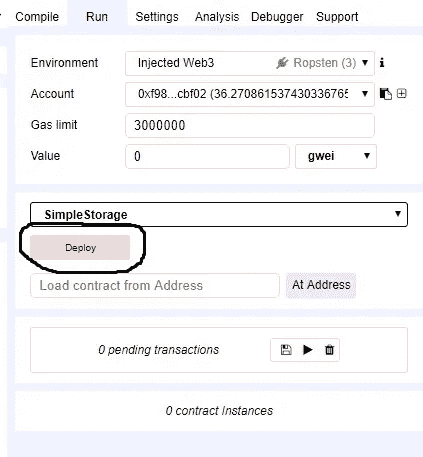 Compile Run Settings Analysis Debugger Support
Environment Injected Web3 Ropsten (3) i
Account 0xf98...cbf02 (36.270861537430336765
Gas limit 3000000
Value 0 gwei
SimpleStorage
Deploy
Load contract from Address At Address
0 pending transactions
0 contract Instances